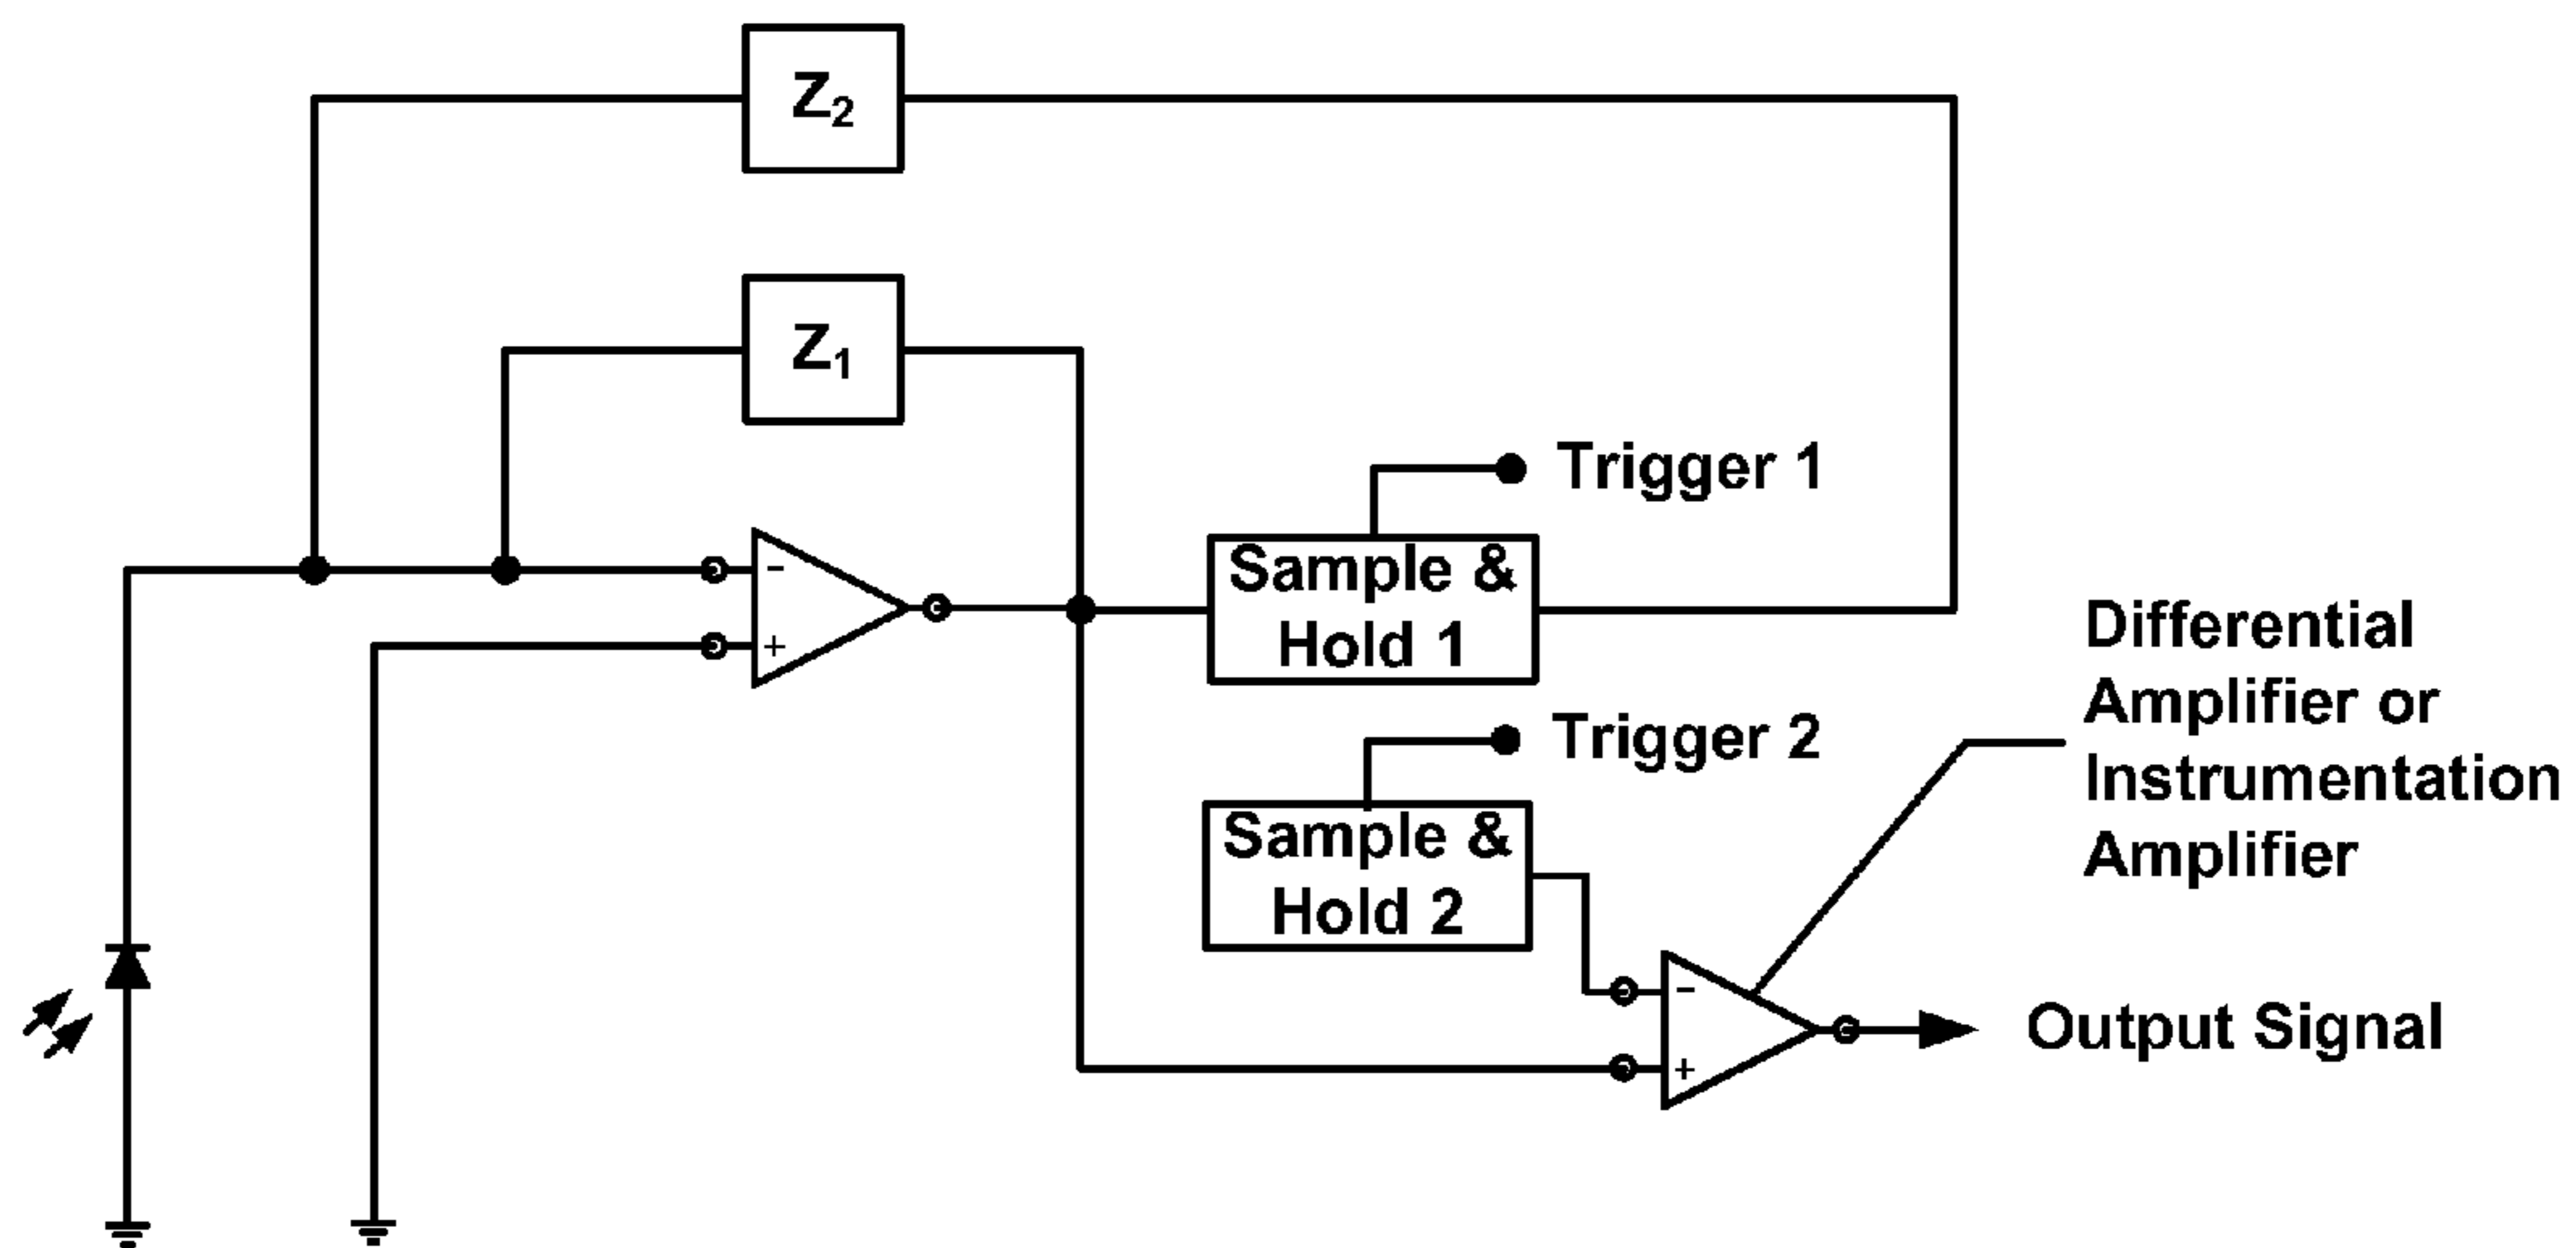 Z2
Z1
Trigger 1
Sample &
Hold 1
-
+
Trigger 2
Sample &
Hold 2
Differential
Amplifier or
Instrumentation
Amplifier
-
+
Output Signal